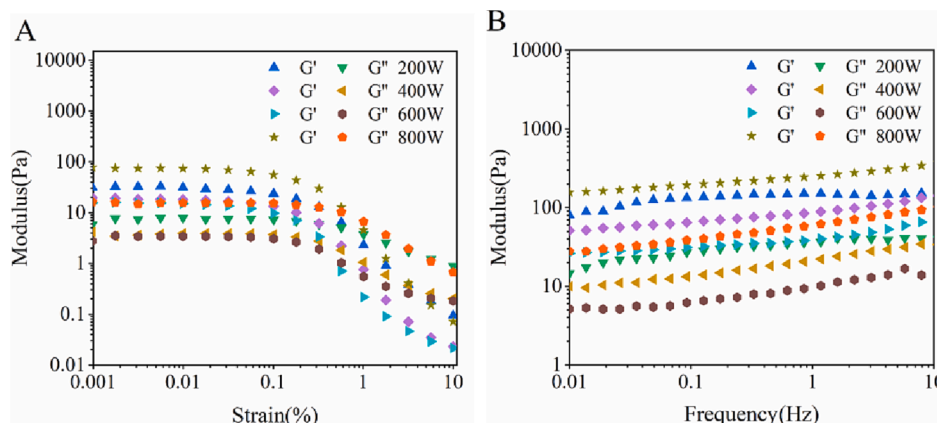 A
10000
1000
100
10
1
0.1
0.01
Modulus(Pa)
G' G" 200W
G' G" 400W
G' G" 600W
G' G" 800W
0.001 0.01 0.1 1 10
Strain(%)
B
10000
1000
100
10
1
Modulus(Pa)
G' G" 200W
G' G" 400W
G' G" 600W
G' G" 800W
0.01 0.1 1 10
Frequency(Hz)